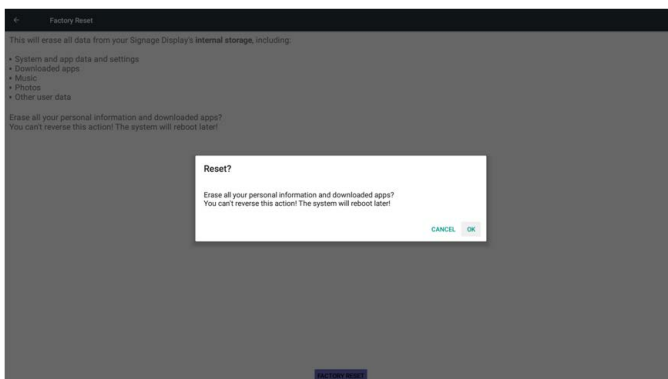 Factory Reset
This will erase all data from your Signage Display's internal storage, including:
• System and app data and settings
• Downloaded apps
• Music
• Photos
• Other user data
Erase all your personal information and downloaded apps?
You can't reverse this action! The system will reboot later!
Reset?
Erase all your personal information and downloaded apps?
You can't reverse this action! The system will reboot later!
CANCEL OK
FACTORY RESET